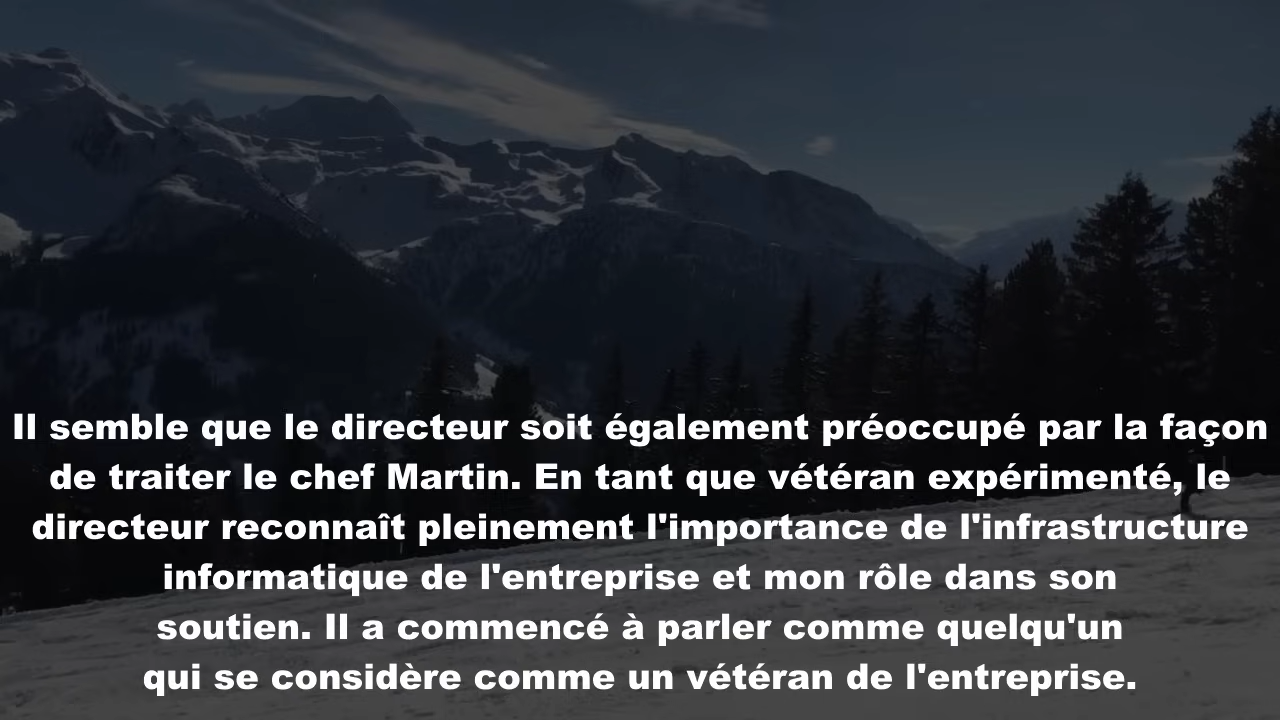 Il semble que le directeur soit également préoccupé par la façon
de traiter le chef Martin. En tant que vétéran expérimenté, le
directeur reconnaît pleinement l'importance de l'infrastructure
informatique de l'entreprise et mon rôle dans son
soutien. Il a commencé à parler comme quelqu'un
qui se considère comme un vétéran de l'entreprise.